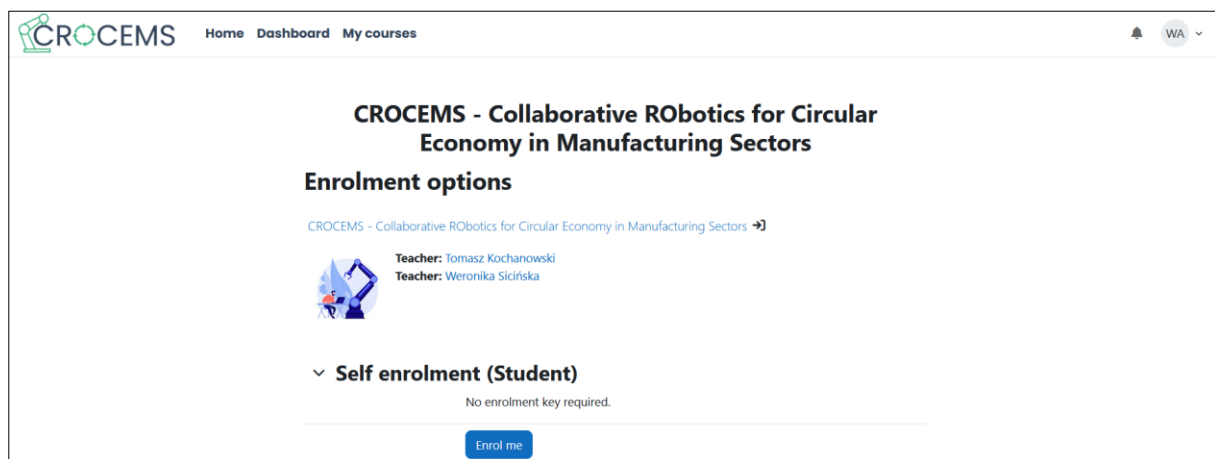 CROCEMS Home Dashboard My courses WA
CROCEMS - Collaborative RObotics for Circular
Economy in Manufacturing Sectors
Enrolment options
CROCEMS - Collaborative RObotics for Circular Economy in Manufacturing Sectors
Teacher: Tomasz Kochanowski
Teacher: Weronika Sicińska
Self enrolment (Student)
No enrolment key required.
Enrol me